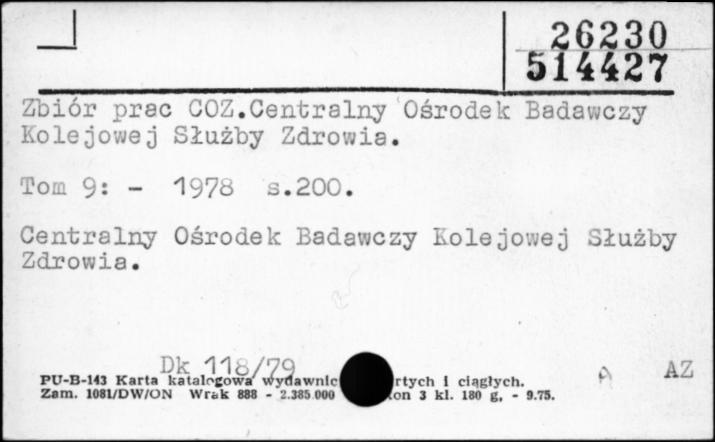 26230
514427
Zbiór prac COZ.Centralny Ośrodek Badawczy
Kolejowej Służby Zdrowia.
Tom 9: - 1978 s.200.
Centralny Ośrodek Badawczy Kolejowej Służby
Zdrowia.
Dk 118/79
AZ
PU-B-143 Karta katalogowa wydawnic rtych i ciągłych.
Zam. 1081/DW/ON Wrak 888 - 2.385.000 on 3 kl. 180 g. - 9.75.